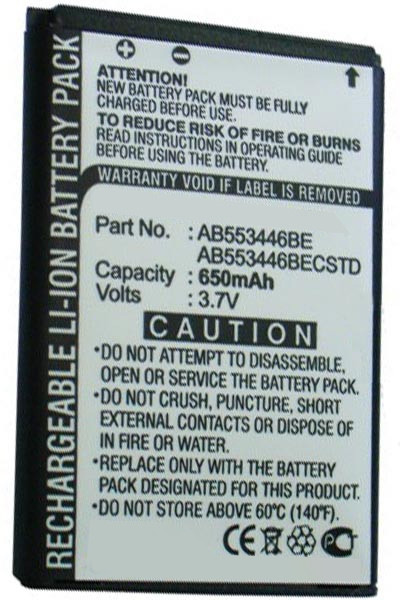 RECHARGEABLE LI-ION BATTERY PACK
ATTENTION!
NEW BATTERY PACK MUST BE FULLY
CHARGED BEFORE USE.
TO REDUCE RISK OF FIRE OR BURNS
READ INSTRUCTIONS IN OPERATING GUIDE
BEFORE BATTERY USE.
WARRANTY VOID IF LABEL IS REMOVED
Part No. : AB553446BE
AB553446BECSTD
Capacity : 650mAh
Volts : 3.7V
CAUTION
•DO NOT ATTEMPT TO DISASSEMBLE,
OPEN OR SERVICE THE BATTERY PACK.
•DO NOT CRUSH, PUNCTURE, SHORT
EXTERNAL CONTACTS OR DISPOSE OF
IN FIRE OR WATER.
•REPLACE ONLY WITH THE BATTERY
PACK DESIGNATED FOR THIS PRODUCT.
•DO NOT STORE ABOVE 60°C (140°F).
CE